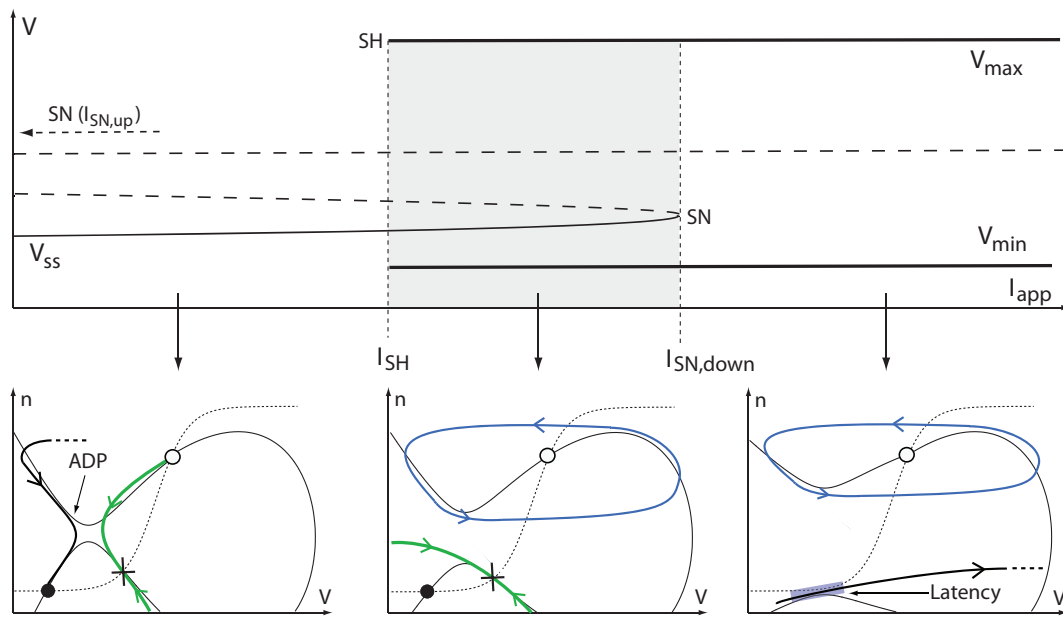 V
SH
V_max
SN (I_SN,up)
SN
V_ss
V_min
I_app
I_SH
I_SN,down
n
ADP
V
n
V
n
Latency
V